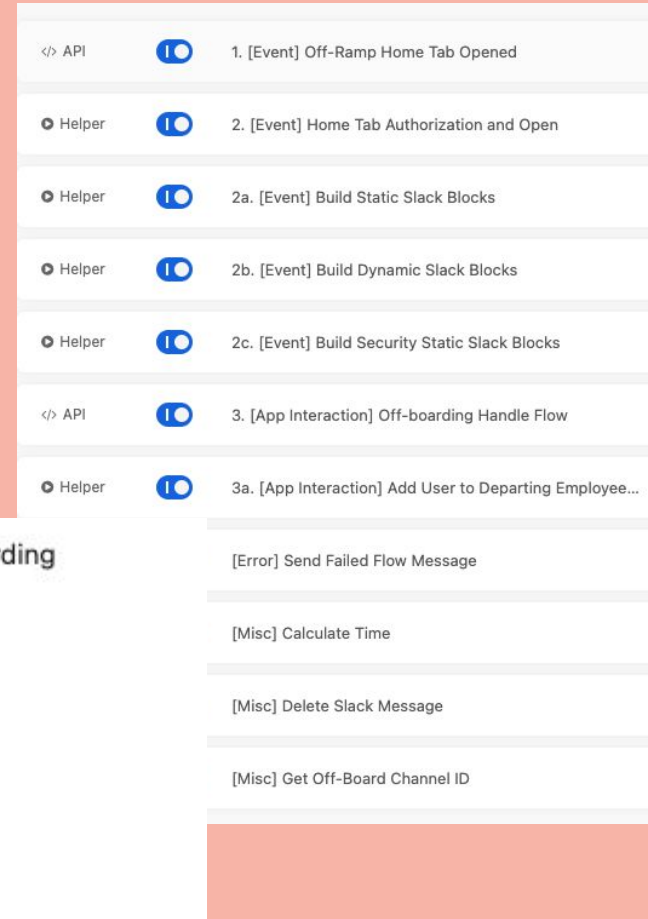 </> API 1. [Event] Off-Ramp Home Tab Opened
Helper 2. [Event] Home Tab Authorization and Open
Helper 2a. [Event] Build Static Slack Blocks
Helper 2b. [Event] Build Dynamic Slack Blocks
Helper 2c. [Event] Build Security Static Slack Blocks
</> API 3. [App Interaction] Off-boarding Handle Flow
Helper 3a. [App Interaction] Add User to Departing Employee...
ding [Error] Send Failed Flow Message
[Misc] Calculate Time
[Misc] Delete Slack Message
[Misc] Get Off-Board Channel ID